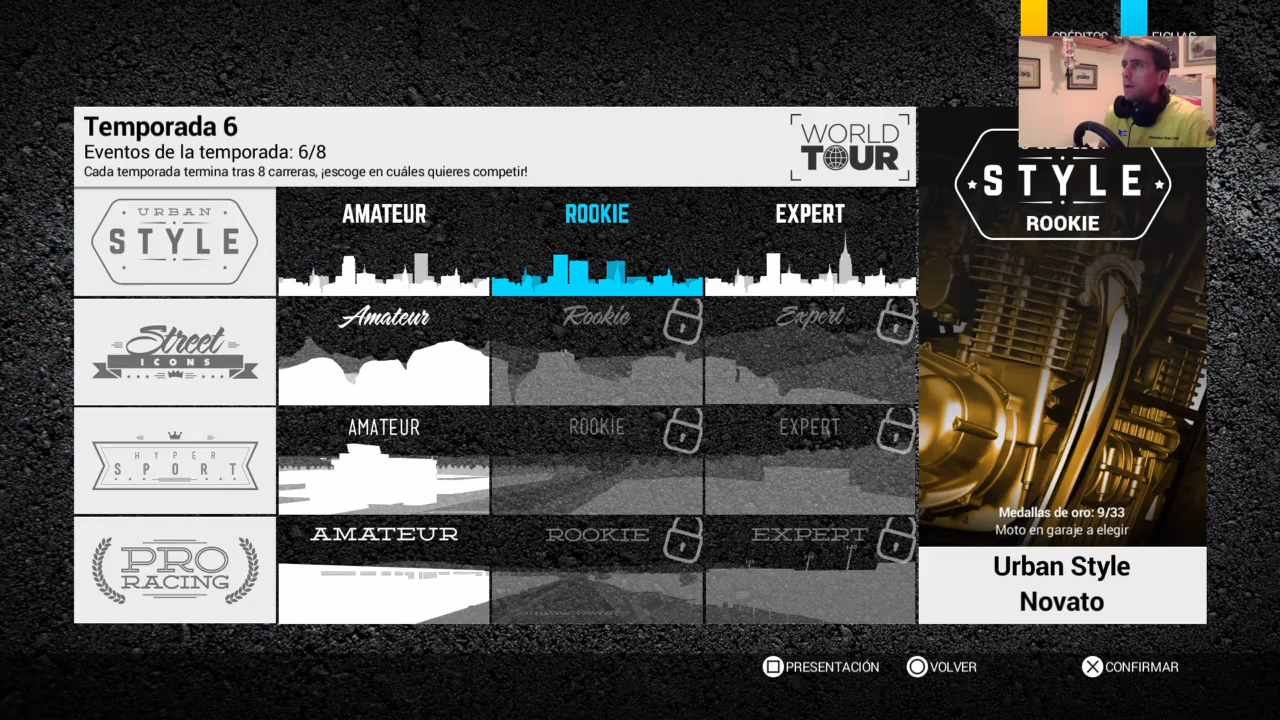 CRÉDITOS FICHAS
Temporada 6
Eventos de la temporada: 6/8
Cada temporada termina tras 8 carreras, ¡escoge en cuáles quieres competir!
WORLD
TOUR
URBAN
STYLE
AMATEUR
ROOKIE
EXPERT
Street
ICONS
Amateur
Rookie
Expert
HYPER
SPORT
AMATEUR
ROOKIE
EXPERT
PRO
RACING
AMATEUR
ROOKIE
EXPERT
STYLE
ROOKIE
Medallas de oro: 9/33
Moto en garaje a elegir
Urban Style
Novato
PRESENTACIÓN
VOLVER
CONFIRMAR